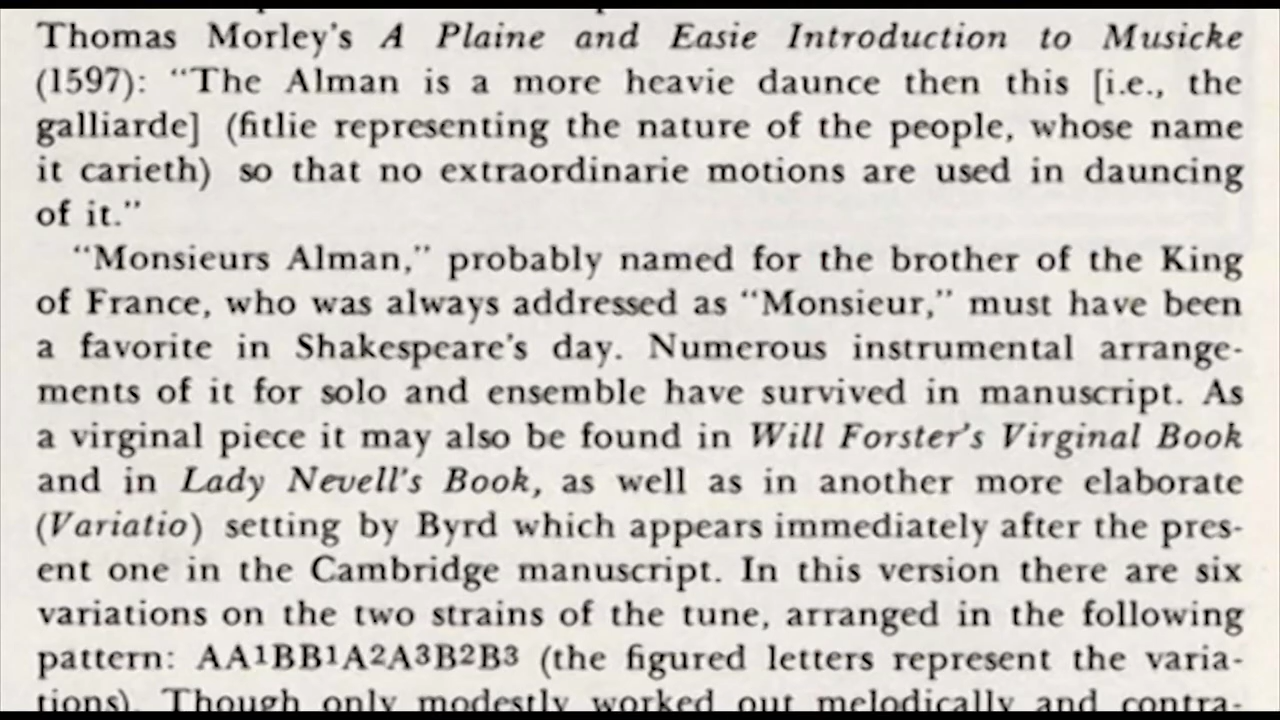 Thomas Morley's A Plaine and Easie Introduction to Musicke
(1597): "The Alman is a more heavie daunce then this [i.e., the
galliarde] (fitlie representing the nature of the people, whose name
it carieth) so that no extraordinarie motions are used in dauncing
of it."
"Monsieurs Alman," probably named for the brother of the King
of France, who was always addressed as "Monsieur," must have been
a favorite in Shakespeare's day. Numerous instrumental arrange-
ments of it for solo and ensemble have survived in manuscript. As
a virginal piece it may also be found in Will Forster's Virginal Book
and in Lady Nevell's Book, as well as in another more elaborate
(Variatio) setting by Byrd which appears immediately after the pres-
ent one in the Cambridge manuscript. In this version there are six
variations on the two strains of the tune, arranged in the following
pattern: AA¹BB¹A²A³B²B³ (the figured letters represent the varia-
tions). Though only modestly worked out melodically and contra-